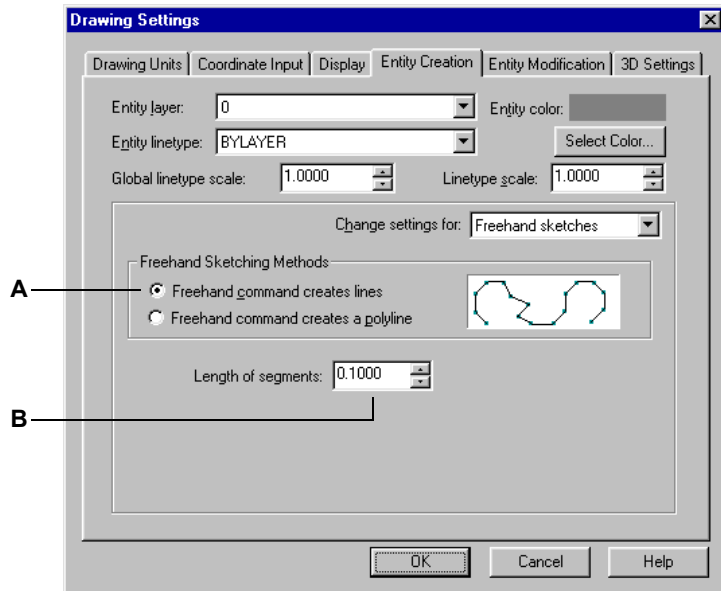 Drawing Settings
Drawing Units Coordinate Input Display Entity Creation Entity Modification 3D Settings
Entity layer: 0 Entity color:
Entity linetype: BYLAYER Select Color...
Global linetype scale: 1.0000 Linetype scale: 1.0000
Change settings for: Freehand sketches
Freehand Sketching Methods
A Freehand command creates lines
Freehand command creates a polyline
Length of segments: 0.1000
B
OK Cancel Help